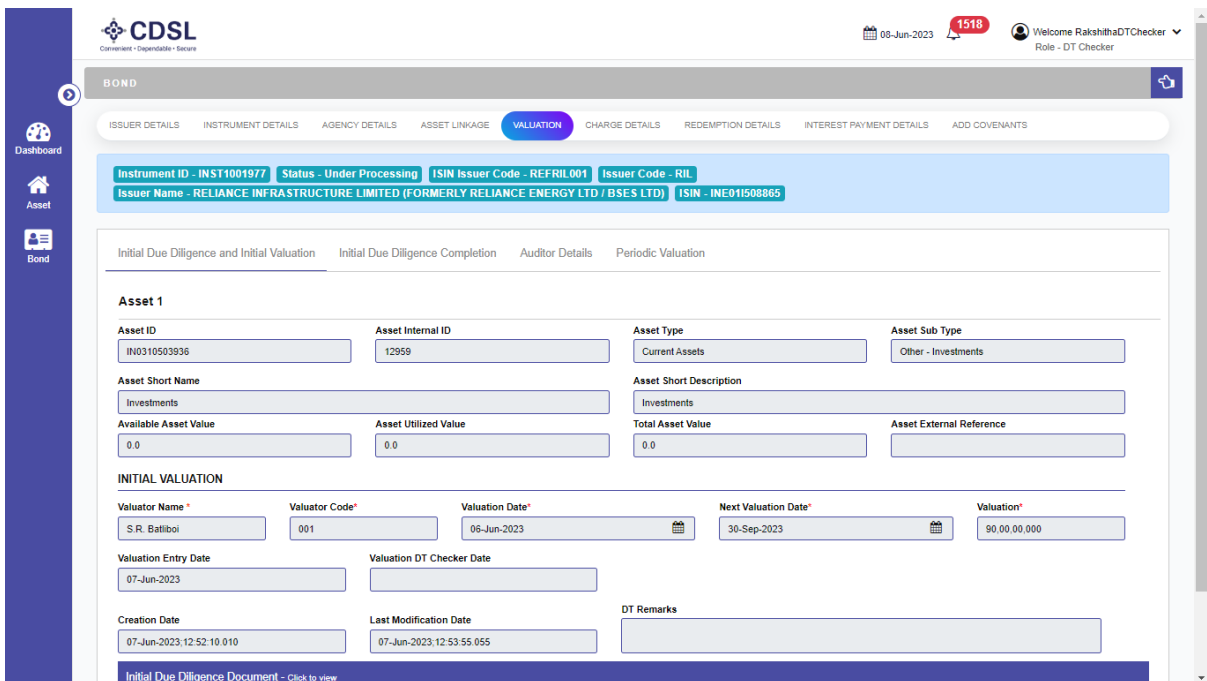 CDSL
Convenient - Dependable - Secure
08-Jun-2023
1518
Welcome RakshithaDTChecker
Role - DT Checker
BOND
Dashboard
Asset
Bond
ISSUER DETAILS INSTRUMENT DETAILS AGENCY DETAILS ASSET LINKAGE VALUATION CHARGE DETAILS REDEMPTION DETAILS INTEREST PAYMENT DETAILS ADD COVENANTS
Instrument ID - INST1001977 Status - Under Processing ISIN Issuer Code - REFRIL001 Issuer Code - RIL
Issuer Name - RELIANCE INFRASTRUCTURE LIMITED (FORMERLY RELIANCE ENERGY LTD / BSES LTD) ISIN - INE01I508865
Initial Due Diligence and Initial Valuation Initial Due Diligence Completion Auditor Details Periodic Valuation
Asset 1
Asset ID Asset Internal ID Asset Type Asset Sub Type
IN0310503936 12959 Current Assets Other - Investments
Asset Short Name Asset Short Description
Investments Investments
Available Asset Value Asset Utilized Value Total Asset Value Asset External Reference
0.0 0.0 0.0
INITIAL VALUATION
Valuator Name * Valuator Code* Valuation Date* Next Valuation Date* Valuation*
S.R. Batliboi 001 06-Jun-2023 30-Sep-2023 90,00,00,000
Valuation Entry Date Valuation DT Checker Date
07-Jun-2023
Creation Date Last Modification Date DT Remarks
07-Jun-2023;12:52:10.010 07-Jun-2023;12:53:55.055
Initial Due Diligence Document - Click to view